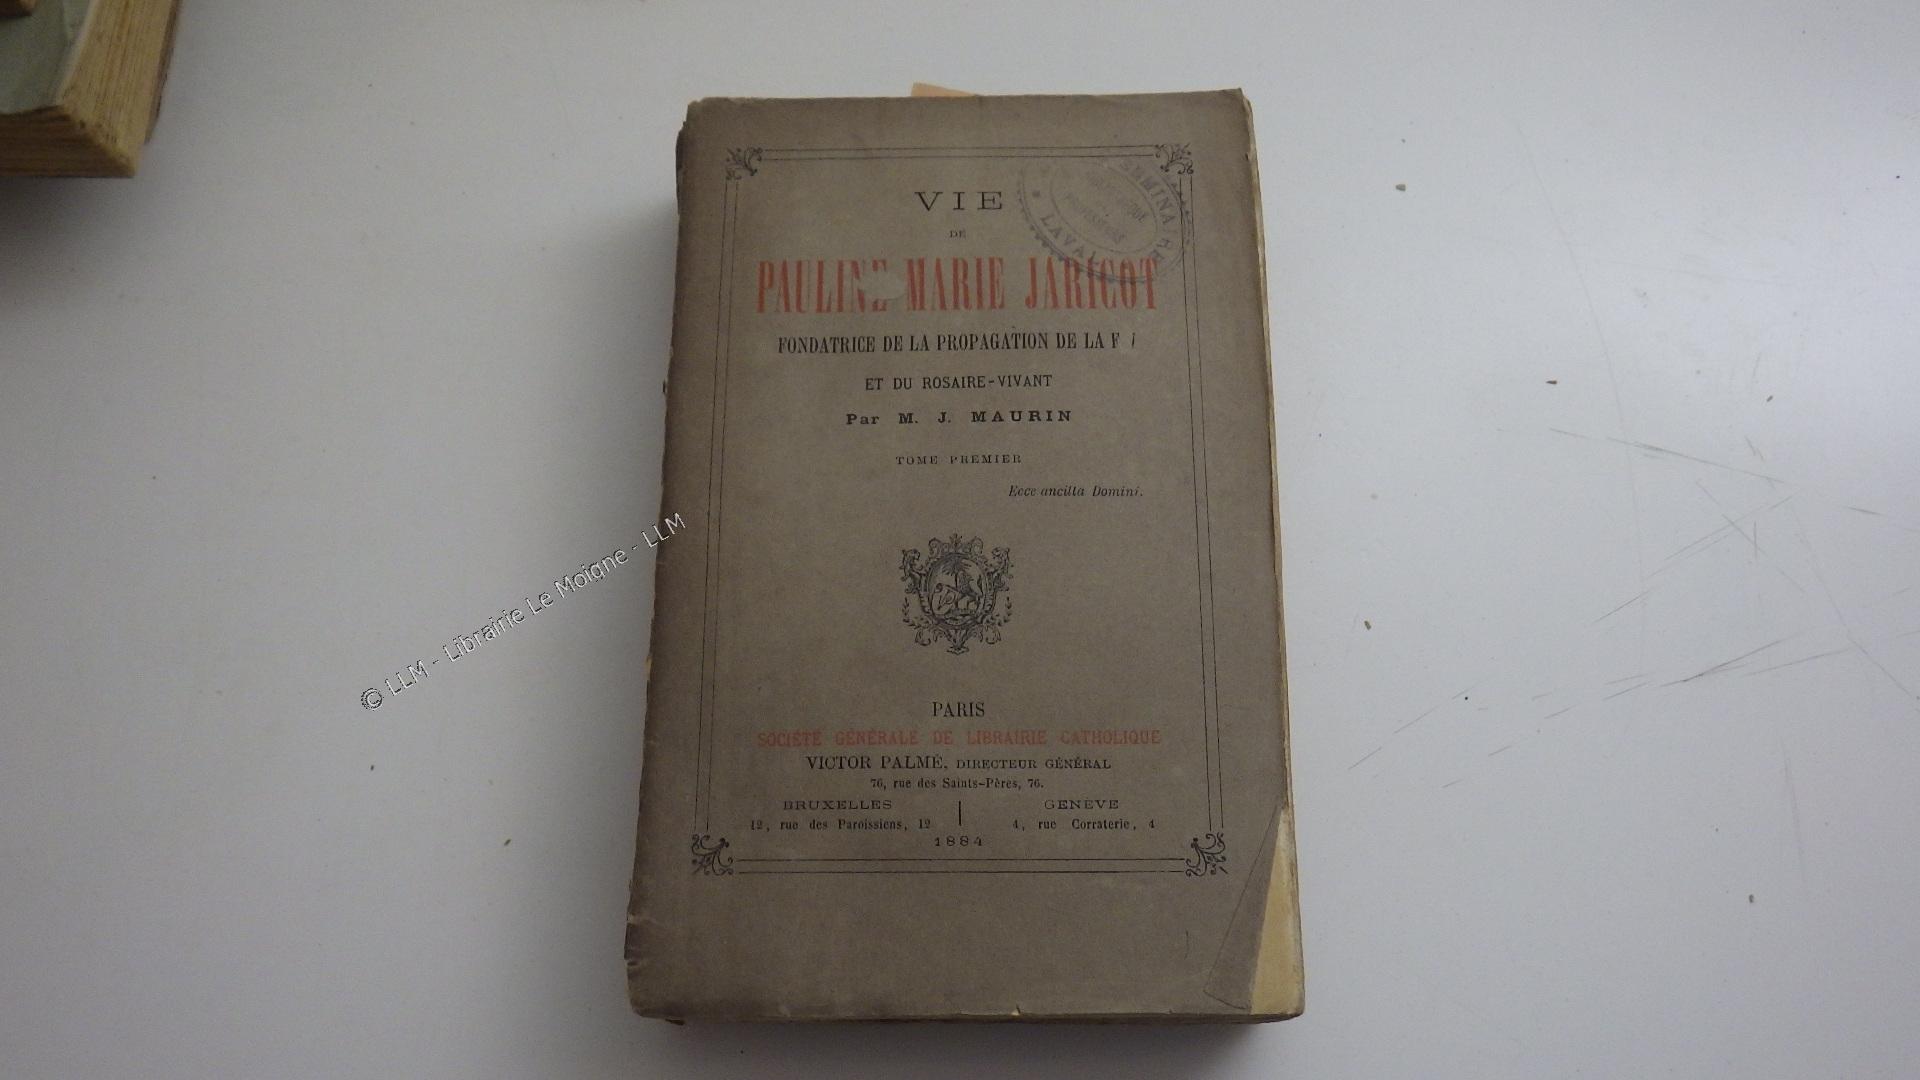 VIE
DE
PAULINE MARIE JARICOT
FONDATRICE DE LA PROPAGATION DE LA F
ET DU ROSAIRE-VIVANT
Par M. J. MAURIN
TOME PREMIER
Ecce ancilla Domini.
PARIS
SOCIÉTÉ GÉNÉRALE DE LIBRAIRIE CATHOLIQUE
VICTOR PALMÉ, DIRECTEUR GÉNÉRAL
76, rue des Saints-Pères, 76.
BRUXELLES
12, rue des Paroissiens, 12
GENÈVE
4, rue Corraterie, 4
1884
LAVAL
© LLM - Librairie Le Moigne - LLM